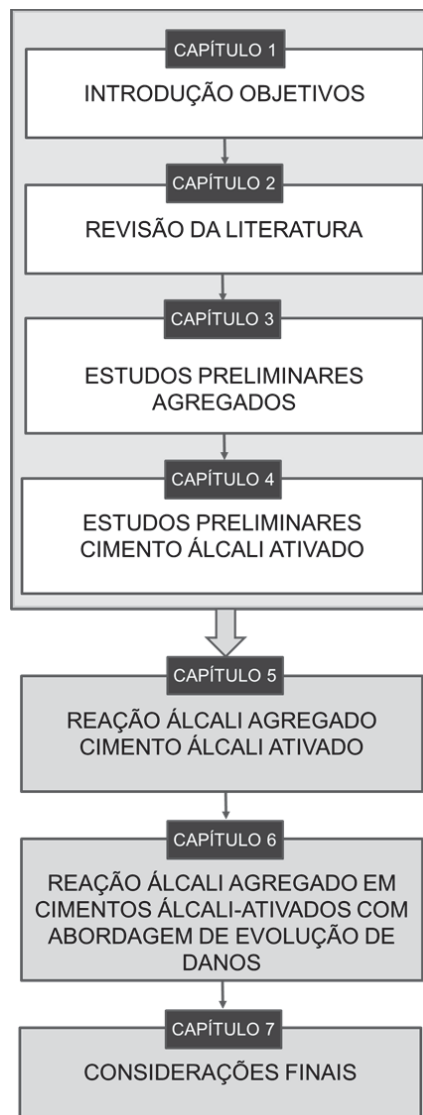 CAPÍTULO 1
INTRODUÇÃO OBJETIVOS
CAPÍTULO 2
REVISÃO DA LITERATURA
CAPÍTULO 3
ESTUDOS PRELIMINARES
AGREGADOS
CAPÍTULO 4
ESTUDOS PRELIMINARES
CIMENTO ÁLCALI ATIVADO
CAPÍTULO 5
REAÇÃO ÁLCALI AGREGADO
CIMENTO ÁLCALI ATIVADO
CAPÍTULO 6
REAÇÃO ÁLCALI AGREGADO EM
CIMENTOS ÁLCALI-ATIVADOS COM
ABORDAGEM DE EVOLUÇÃO DE
DANOS
CAPÍTULO 7
CONSIDERAÇÕES FINAIS